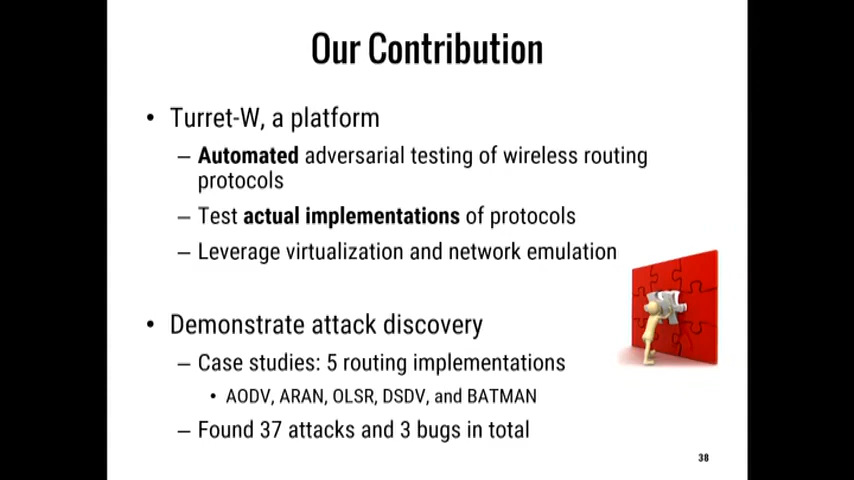 Our Contribution
• Turret-W, a platform
– Automated adversarial testing of wireless routing
protocols
– Test actual implementations of protocols
– Leverage virtualization and network emulation
• Demonstrate attack discovery
– Case studies: 5 routing implementations
• AODV, ARAN, OLSR, DSDV, and BATMAN
– Found 37 attacks and 3 bugs in total
38